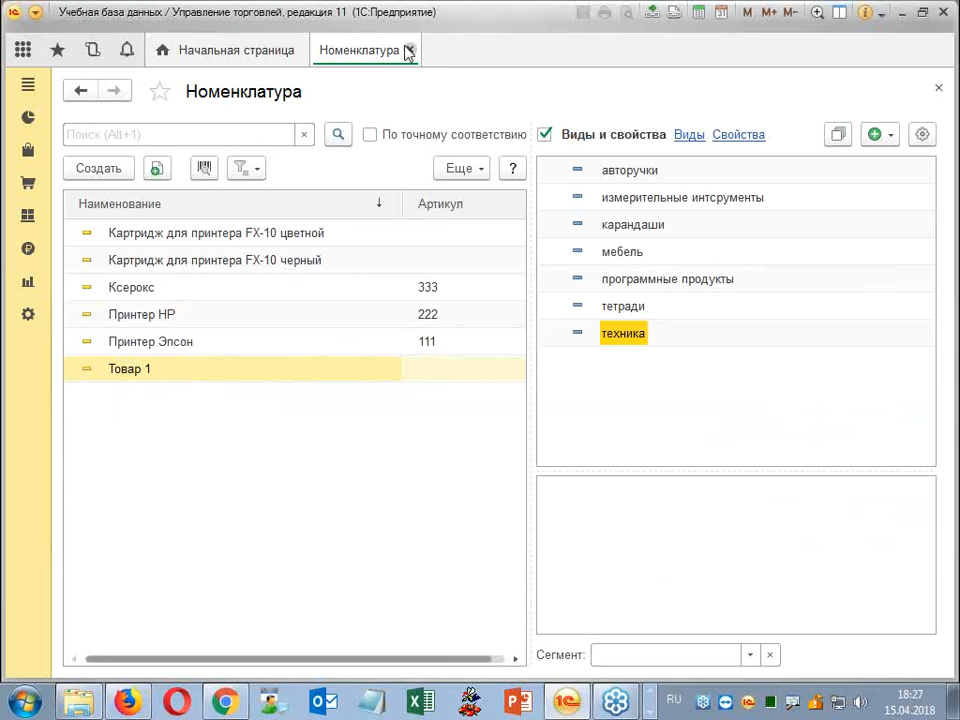 Учебная база данных / Управление торговлей, редакция 11 (1С:Предприятие)
M M+ M-
Начальная страница
Номенклатура
Номенклатура
Поиск (Alt+1)
По точному соответствию
Виды и свойства Виды Свойства
Создать
Еще
?
Наименование
Артикул
Картридж для принтера FX-10 цветной
Картридж для принтера FX-10 черный
Ксерокс 333
Принтер HP 222
Принтер Эпсон 111
Товар 1
авторучки
измерительные интсрументы
карандаши
мебель
программные продукты
тетради
техника
Сегмент:
RU
18:27
15.04.2018